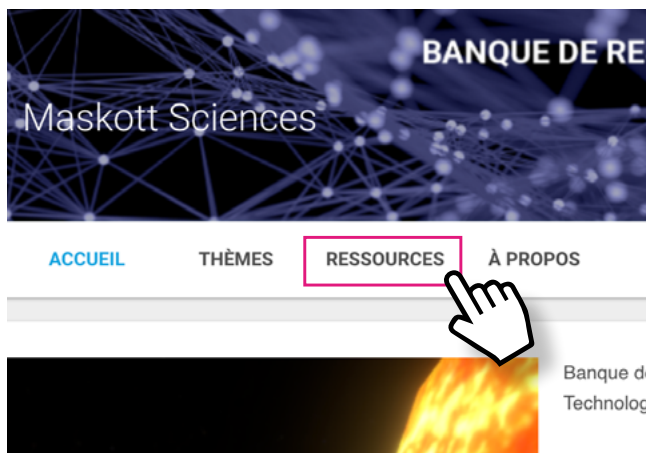 BANQUE DE RE
Maskott Sciences
ACCUEIL THÈMES RESSOURCES À PROPOS
Banque de
Technolog